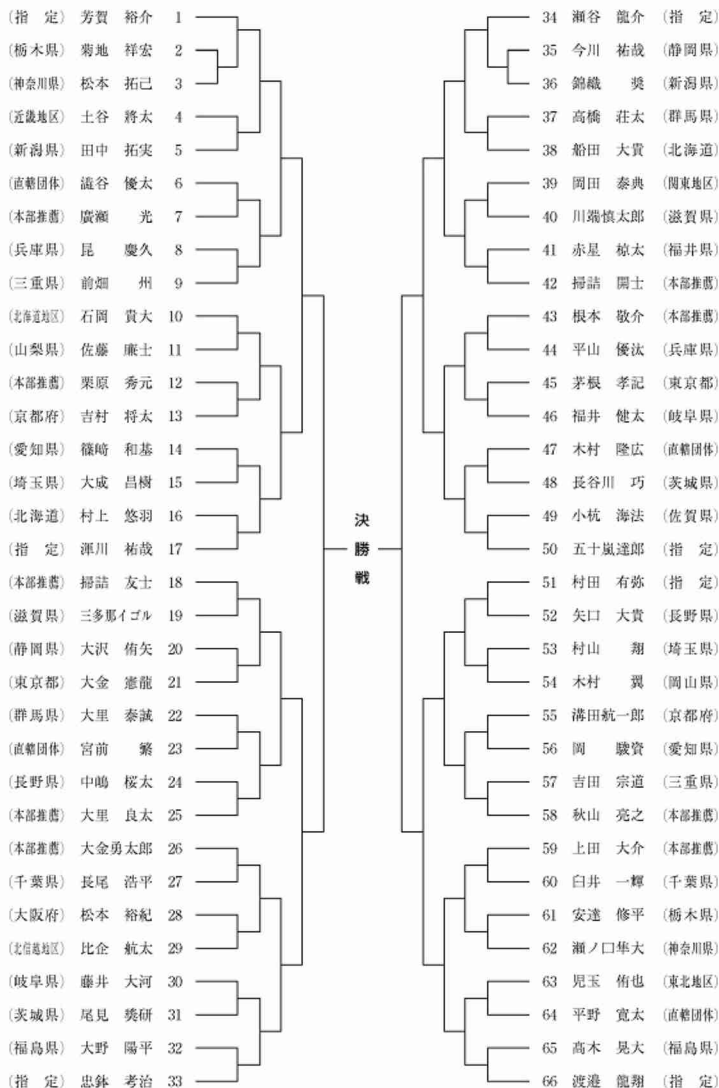 (指　定) 芳賀　裕介 1
(栃木県) 菊地　祥宏 2
(神奈川県) 松本　拓己 3
(近畿地区) 土谷　将太 4
(新潟県) 田中　拓実 5
(直轄団体) 澁谷　優太 6
(本部推薦) 廣瀬　光 7
(兵庫県) 昆　慶久 8
(三重県) 前畑　州 9
(北海道地区) 石岡　貴大 10
(山梨県) 佐藤　廉士 11
(本部推薦) 栗原　秀元 12
(京都府) 吉村　将太 13
(愛知県) 篠崎　和基 14
(埼玉県) 大成　昌樹 15
(北海道) 村上　悠羽 16
(指　定) 渾川　祐哉 17
(本部推薦) 掃詰　友士 18
(滋賀県) 三多那イゴル 19
(静岡県) 大沢　侑矢 20
(東京都) 大金　憲龍 21
(群馬県) 大里　泰誠 22
(直轄団体) 宮前　繁 23
(長野県) 中嶋　桜太 24
(本部推薦) 大里　良太 25
(本部推薦) 大金勇太郎 26
(千葉県) 長尾　浩平 27
(大阪府) 松本　裕紀 28
(北信越地区) 比企　航太 29
(岐阜県) 藤井　大河 30
(茨城県) 尾見　奬研 31
(福島県) 大野　陽平 32
(指　定) 忠鉢　孝治 33
決
勝
戦
34 瀬谷　龍介 (指　定)
35 今川　祐哉 (静岡県)
36 錦織　奨 (新潟県)
37 高橋　荘太 (群馬県)
38 船田　大貴 (北海道)
39 岡田　泰典 (関東地区)
40 川端慎太郎 (滋賀県)
41 赤星　椋太 (福井県)
42 掃詰　開士 (本部推薦)
43 根本　敬介 (本部推薦)
44 平山　優汰 (兵庫県)
45 茅根　孝記 (東京都)
46 福井　健太 (岐阜県)
47 木村　隆広 (直轄団体)
48 長谷川　巧 (茨城県)
49 小杭　海法 (佐賀県)
50 五十嵐達郎 (指　定)
51 村田　有弥 (指　定)
52 矢口　大貴 (長野県)
53 村山　翔 (埼玉県)
54 木村　翼 (岡山県)
55 溝田航一郎 (京都府)
56 岡　駿資 (愛知県)
57 吉田　宗道 (三重県)
58 秋山　亮之 (本部推薦)
59 上田　大介 (本部推薦)
60 臼井　一輝 (千葉県)
61 安達　修平 (栃木県)
62 瀬ノ口隼大 (神奈川県)
63 児玉　侑也 (東北地区)
64 平野　寛太 (直轄団体)
65 高木　晃大 (福島県)
66 渡邉　龍翔 (指　定)